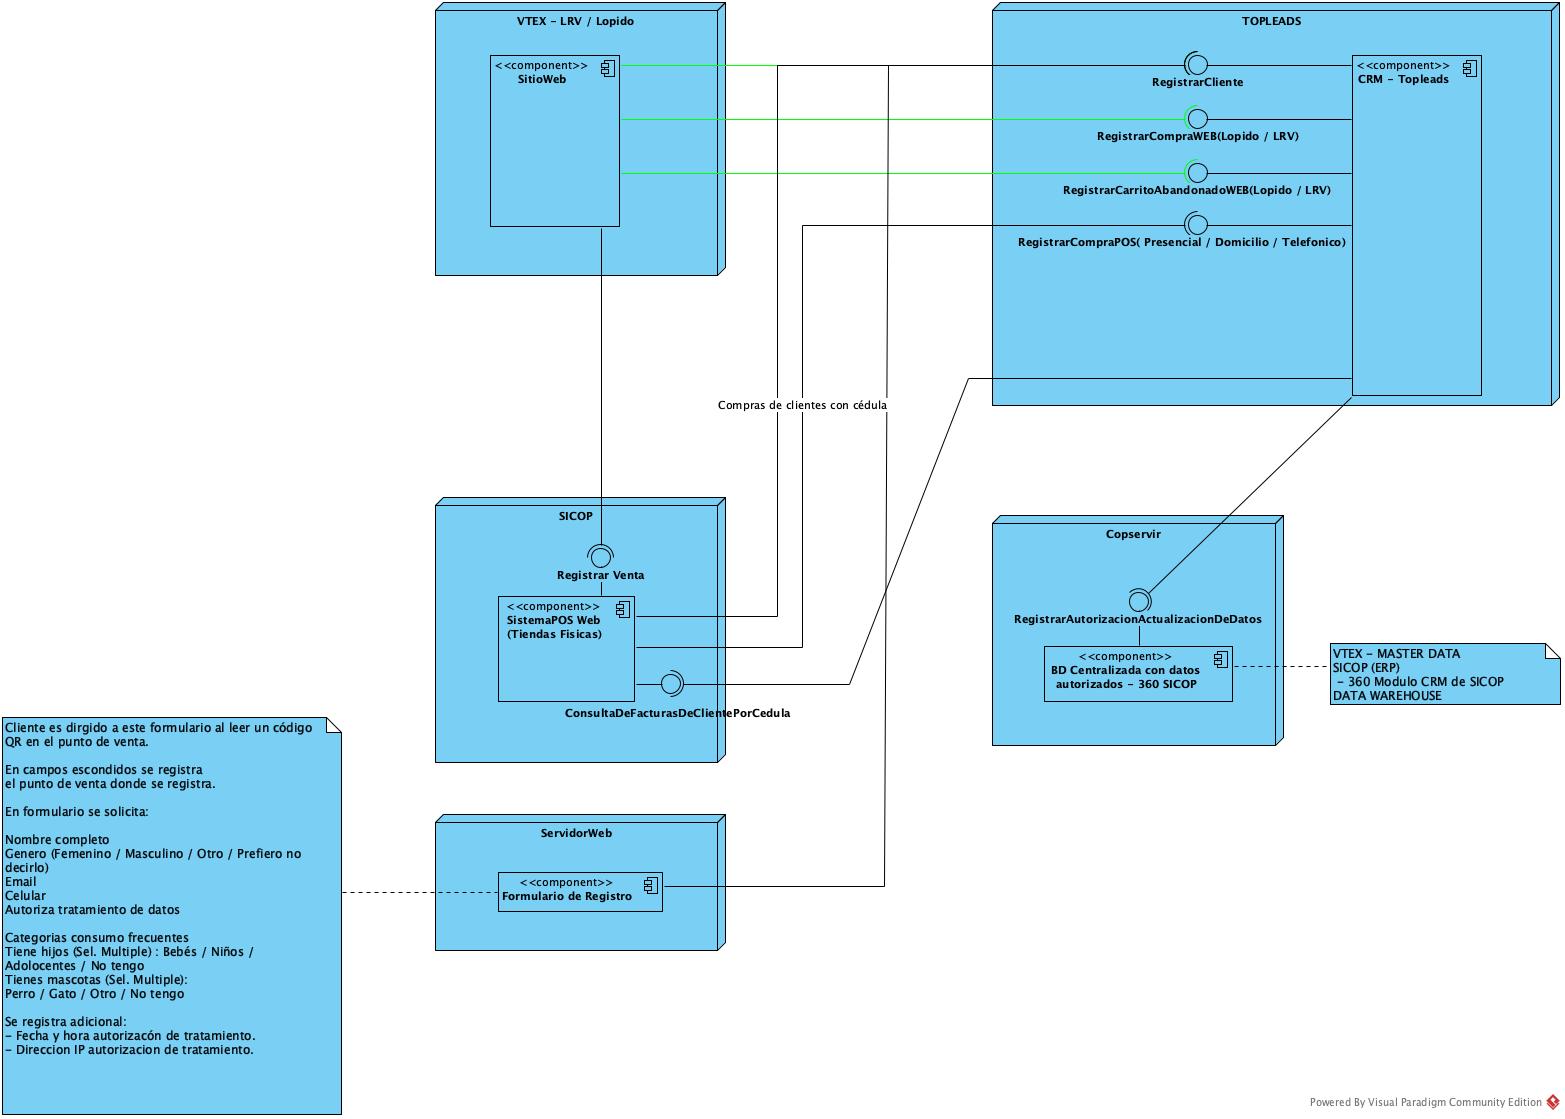 VTEX - LRV / Lopido
<<component>>
SitioWeb
TOPLEADS
<<component>>
CRM - Topleads
RegistrarCliente
RegistrarCompraWEB(Lopido / LRV)
RegistrarCarritoAbandonadoWEB(Lopido / LRV)
RegistrarCompraPOS( Presencial / Domicilio / Telefonico)
Compras de clientes con cédula
SICOP
Registrar Venta
<<component>>
SistemaPOS Web
(Tiendas Fisicas)
ConsultaDeFacturasDeClientePorCedula
Copservir
RegistrarAutorizacionActualizacionDeDatos
<<component>>
BD Centralizada con datos
autorizados - 360 SICOP
VTEX - MASTER DATA
SICOP (ERP)
- 360 Modulo CRM de SICOP
DATA WAREHOUSE
Cliente es dirgido a este formulario al leer un código
QR en el punto de venta.
En campos escondidos se registra
el punto de venta donde se registra.
En formulario se solicita:
Nombre completo
Genero (Femenino / Masculino / Otro / Prefiero no
decirlo)
Email
Celular
Autoriza tratamiento de datos
Categorias consumo frecuentes
Tiene hijos (Sel. Multiple) : Bebés / Niños /
Adolocentes / No tengo
Tienes mascotas (Sel. Multiple):
Perro / Gato / Otro / No tengo
Se registra adicional:
- Fecha y hora autorizacón de tratamiento.
- Direccion IP autorizacion de tratamiento.
ServidorWeb
<<component>>
Formulario de Registro
Powered By Visual Paradigm Community Edition